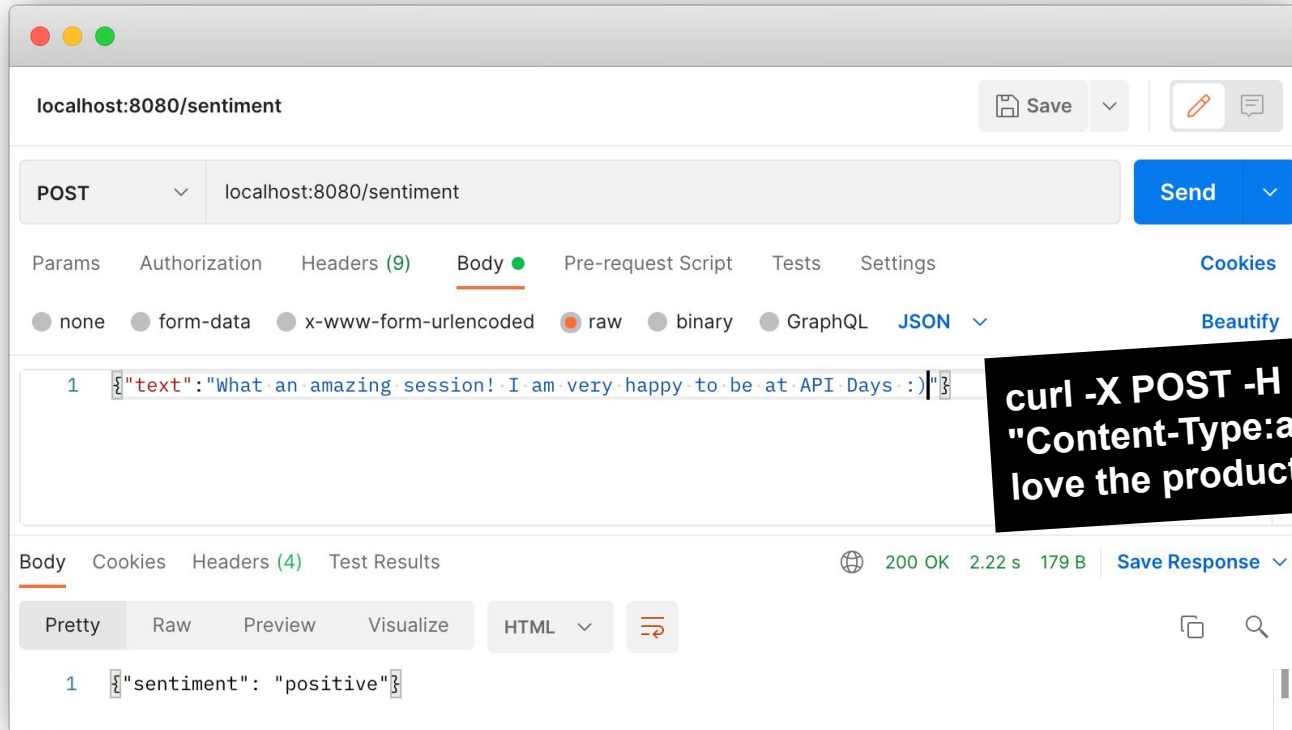 localhost:8080/sentiment Save
POST localhost:8080/sentiment Send
Params Authorization Headers (9) Body Pre-request Script Tests Settings Cookies
none form-data x-www-form-urlencoded raw binary GraphQL JSON Beautify
1 {"text":"What an amazing session! I am very happy to be at API Days :)"}
curl -X POST -H
"Content-Type:a
love the product
Body Cookies Headers (4) Test Results 200 OK 2.22 s 179 B Save Response
Pretty Raw Preview Visualize HTML
1 {"sentiment": "positive"}